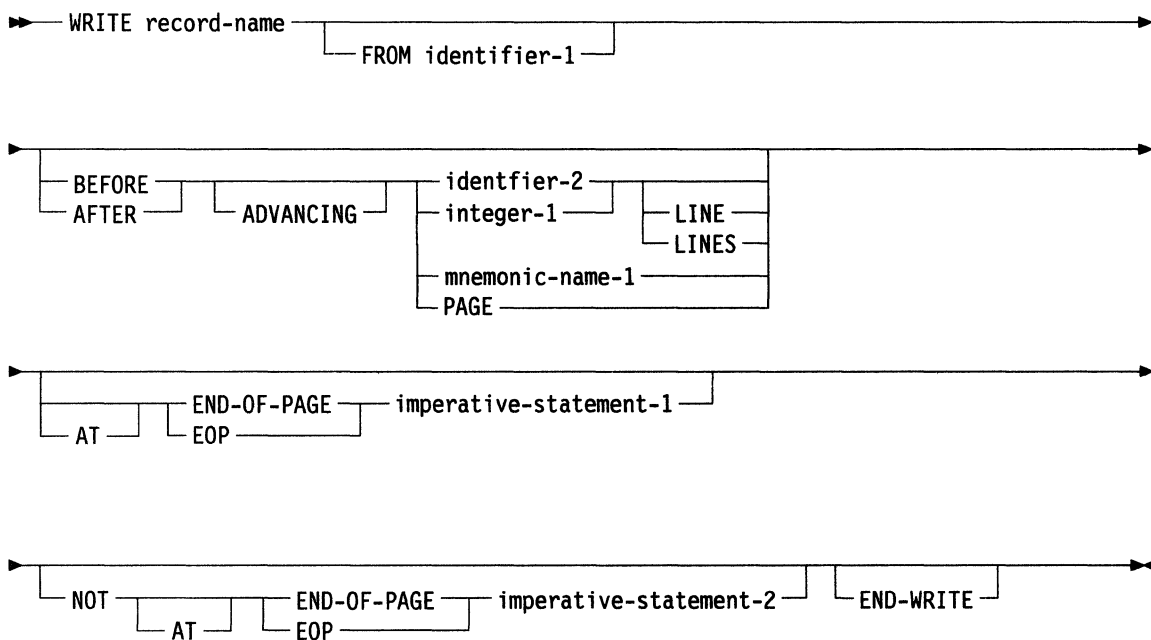 WRITE record-name
FROM identifier-1
BEFORE identfier-2
AFTER ADVANCING integer-1 LINE
LINES
mnemonic-name-1
PAGE
END-OF-PAGE imperative-statement-1
AT EOP
NOT END-OF-PAGE imperative-statement-2 END-WRITE
AT EOP